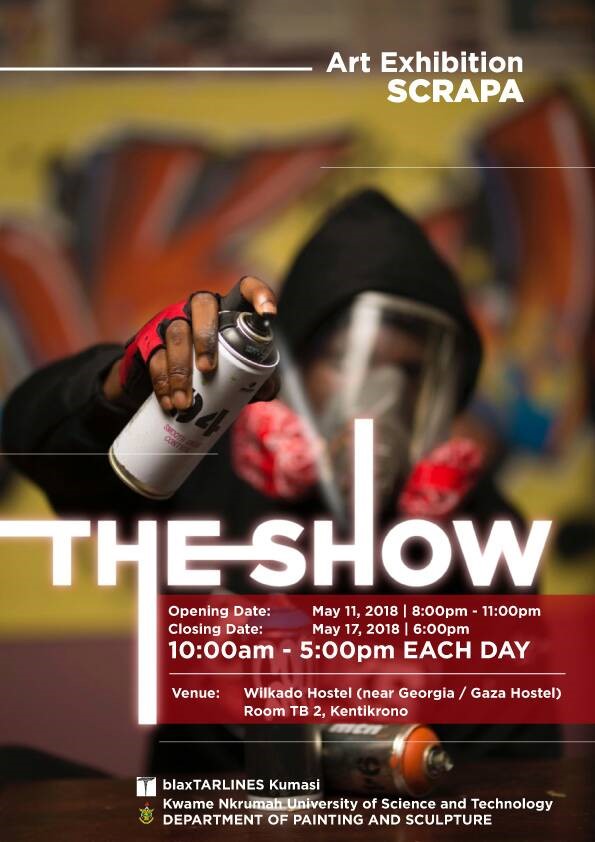 Art Exhibition
SCRAPA
94
THE SHOW
Opening Date: May 11, 2018 | 8:00pm - 11:00pm
Closing Date: May 17, 2018 | 6:00pm
10:00am - 5:00pm EACH DAY
Venue: Wilkado Hostel (near Georgia / Gaza Hostel)
Room TB 2, Kentikrono
mtn
blaxTARLINES Kumasi
Kwame Nkrumah University of Science and Technology
DEPARTMENT OF PAINTING AND SCULPTURE